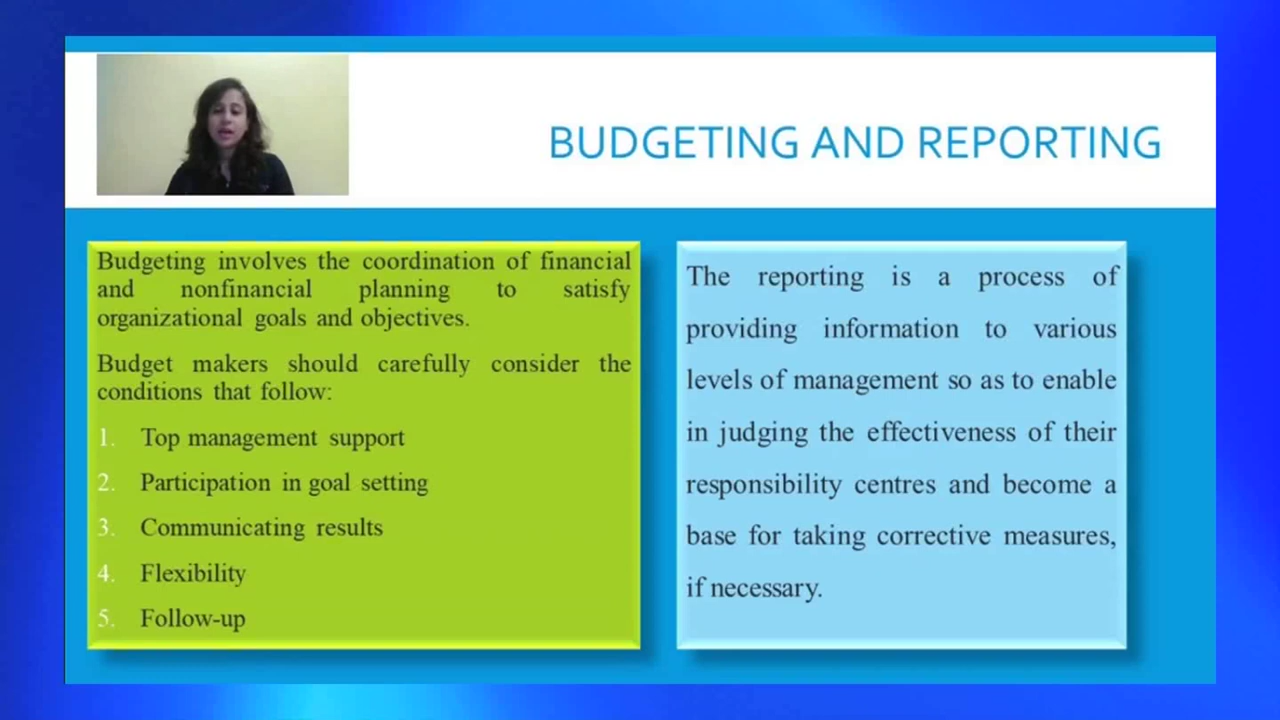 BUDGETING AND REPORTING
Budgeting involves the coordination of financial
and nonfinancial planning to satisfy
organizational goals and objectives.
Budget makers should carefully consider the
conditions that follow:
1. Top management support
2. Participation in goal setting
3. Communicating results
4. Flexibility
5. Follow-up
The reporting is a process of
providing information to various
levels of management so as to enable
in judging the effectiveness of their
responsibility centres and become a
base for taking corrective measures,
if necessary.